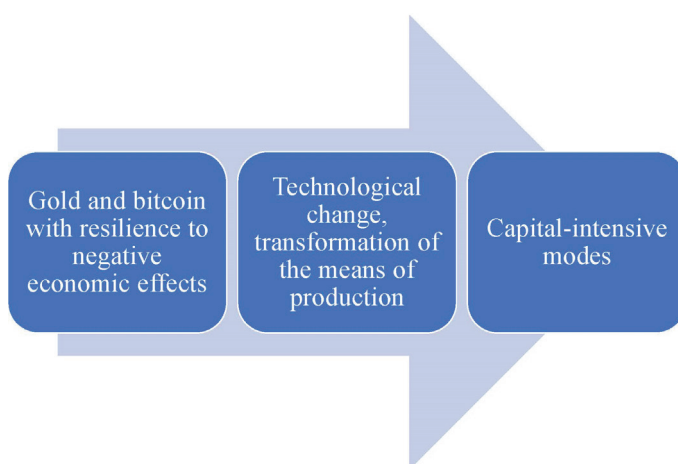 Gold and bitcoin
with resilience to
negative
economic effects
Technological
change,
transformation of
the means of
production
Capital-intensive
modes